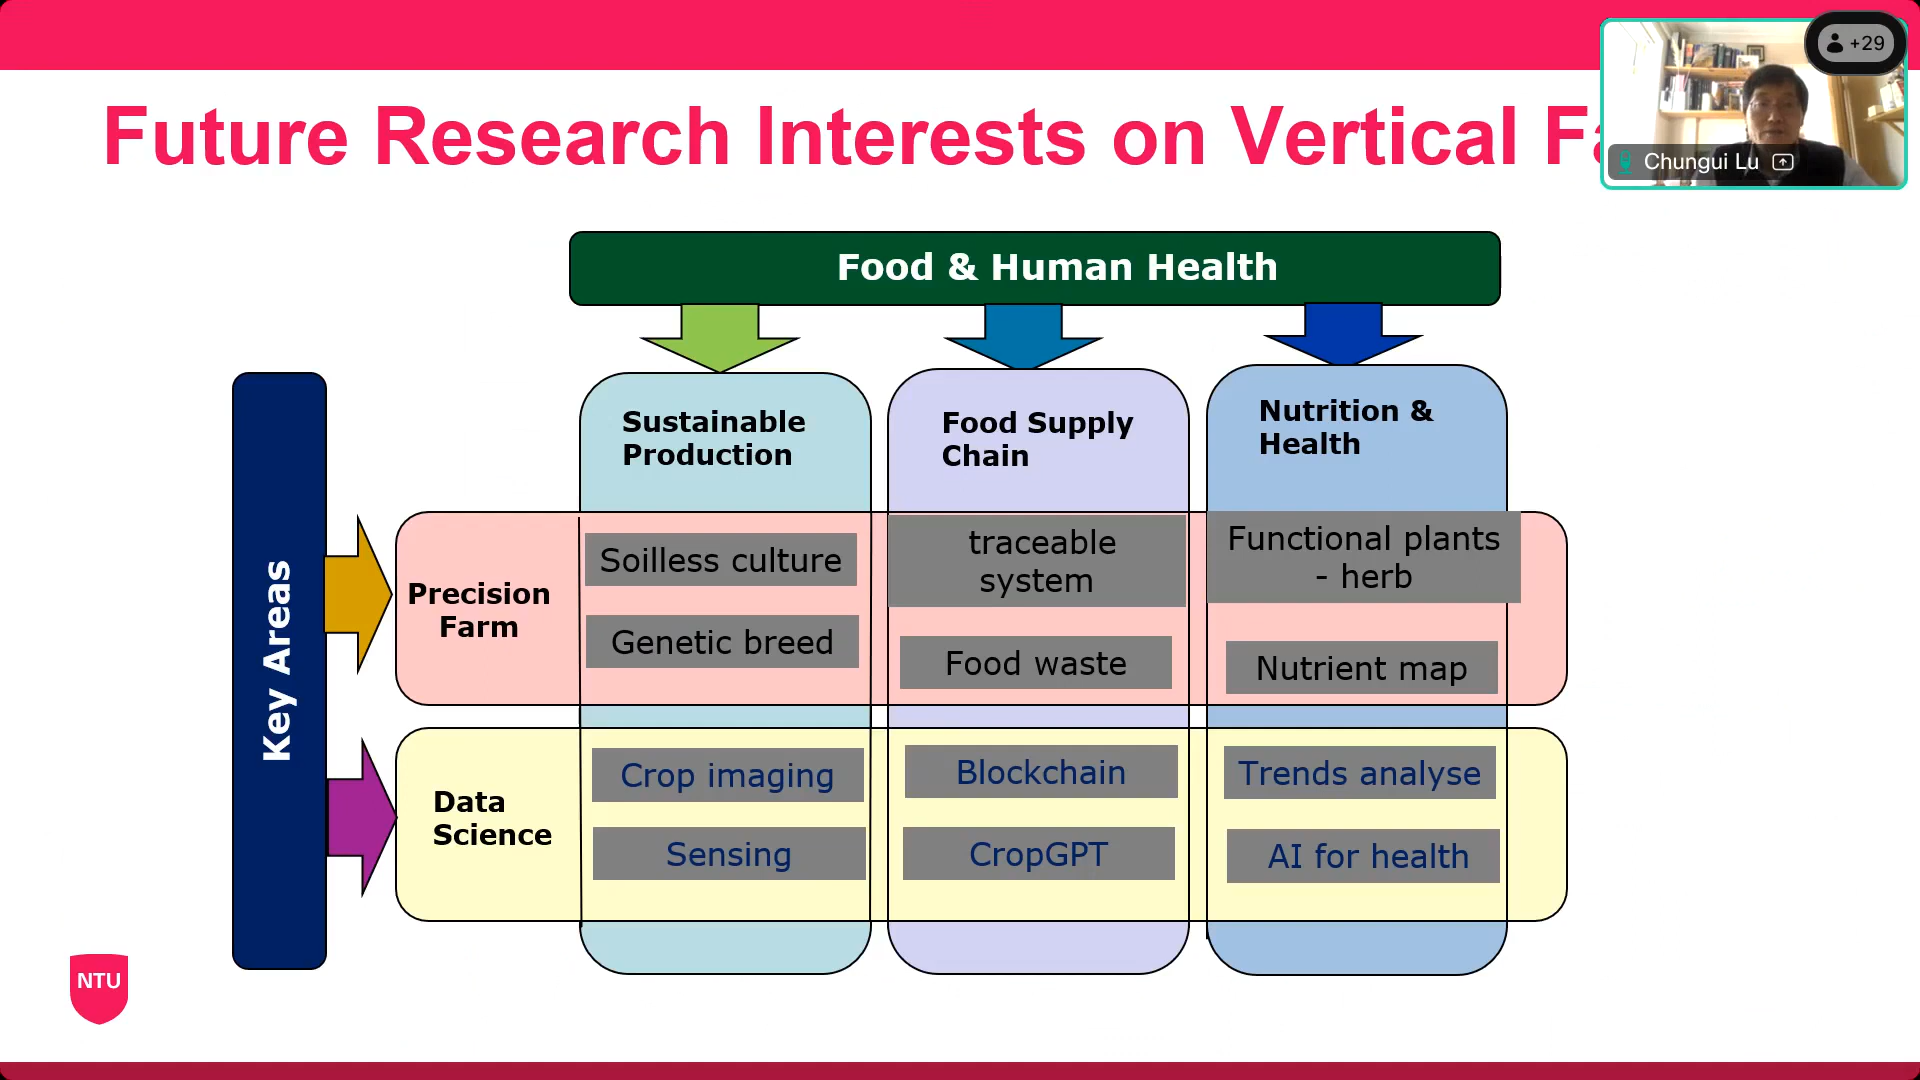 Future Research Interests on Vertical
+29
Chungui Lu
Food & Human Health
Sustainable
Production
Food Supply
Chain
Nutrition &
Health
Key Areas
Precision
Farm
Soilless culture
Genetic breed
traceable
system
Food waste
Functional plants
- herb
Nutrient map
Data
Science
Crop imaging
Sensing
Blockchain
CropGPT
Trends analyse
AI for health
NTU